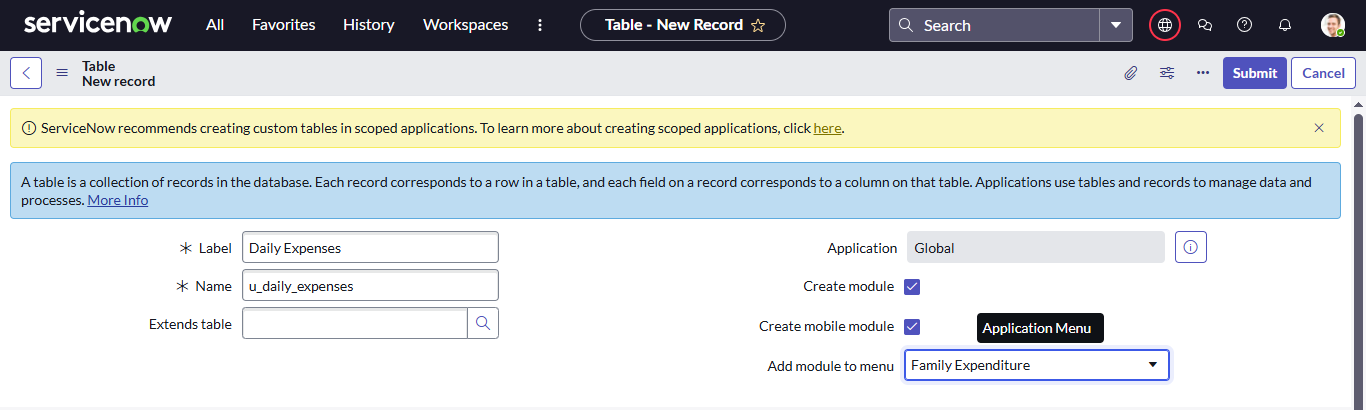 servicenow All Favorites History Workspaces Table - New Record Search
Table
New record
Submit Cancel
ServiceNow recommends creating custom tables in scoped applications. To learn more about creating scoped applications, click here.
A table is a collection of records in the database. Each record corresponds to a row in a table, and each field on a record corresponds to a column on that table. Applications use tables and records to manage data and
processes. More Info
Label Daily Expenses
Application Global
Name u_daily_expenses
Create module
Extends table
Create mobile module
Application Menu
Add module to menu Family Expenditure